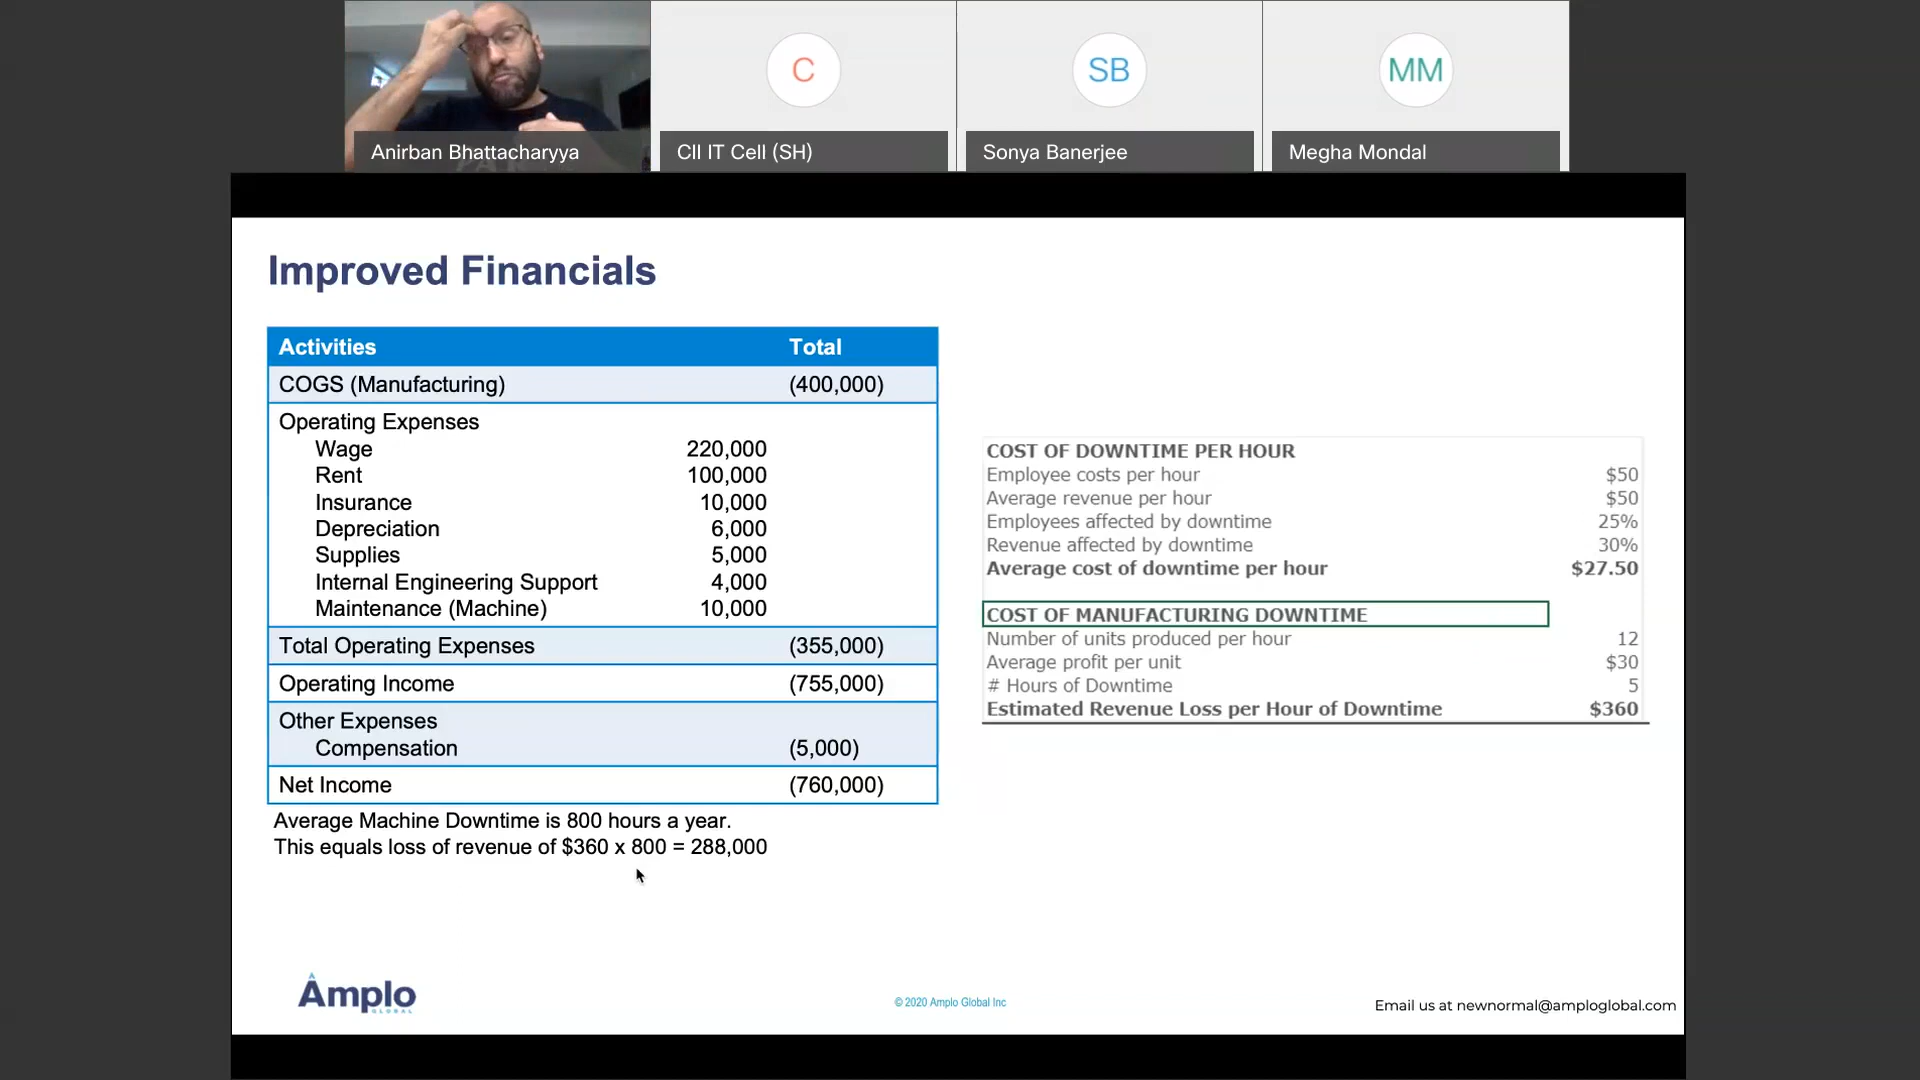 C
SB
MM
Anirban Bhattacharyya
CII IT Cell (SH)
Sonya Banerjee
Megha Mondal
Improved Financials
Activities Total
COGS (Manufacturing) (400,000)
Operating Expenses
Wage 220,000
Rent 100,000
Insurance 10,000
Depreciation 6,000
Supplies 5,000
Internal Engineering Support 4,000
Maintenance (Machine) 10,000
Total Operating Expenses (355,000)
Operating Income (755,000)
Other Expenses
Compensation (5,000)
Net Income (760,000)
Average Machine Downtime is 800 hours a year.
This equals loss of revenue of $360 x 800 = 288,000
COST OF DOWNTIME PER HOUR
Employee costs per hour $50
Average revenue per hour $50
Employees affected by downtime 25%
Revenue affected by downtime 30%
Average cost of downtime per hour $27.50
COST OF MANUFACTURING DOWNTIME
Number of units produced per hour 12
Average profit per unit $30
# Hours of Downtime 5
Estimated Revenue Loss per Hour of Downtime $360
Amplo
GLOBAL
© 2020 Amplo Global Inc
Email us at newnormal@amploglobal.com